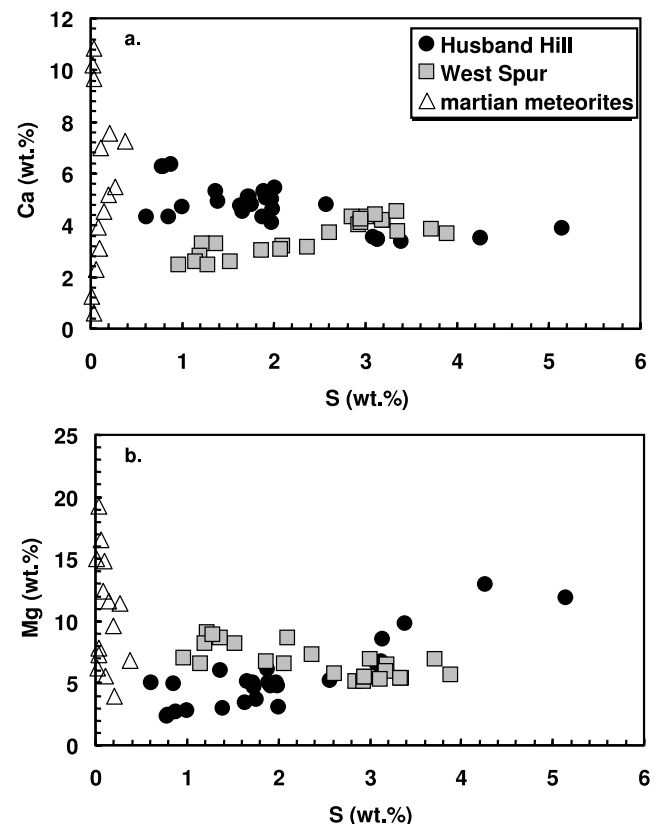 a.
Husband Hill
West Spur
martian meteorites
Ca (wt.%)
12
10
8
6
4
2
0
0 1 2 3 4 5 6
S (wt.%)
b.
Mg (wt.%)
25
20
15
10
5
0
0 1 2 3 4 5 6
S (wt.%)